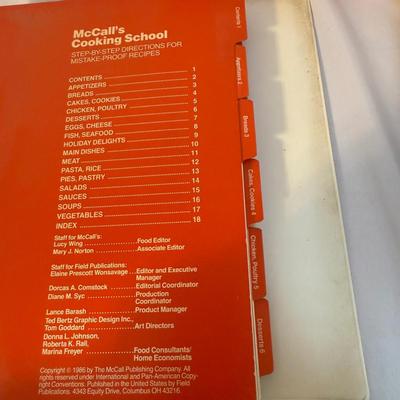 McCall's
Cooking School
STEP-BY-STEP DIRECTIONS FOR
MISTAKE-PROOF RECIPES
CONTENTS 1
APPETIZERS 2
BREADS 3
CAKES, COOKIES 4
CHICKEN, POULTRY 5
DESSERTS 6
EGGS, CHEESE 7
FISH, SEAFOOD 8
HOLIDAY DELIGHTS 9
MAIN DISHES 10
MEAT 11
PASTA, RICE 12
PIES, PASTRY 13
SALADS 14
SAUCES 15
SOUPS 16
VEGETABLES 17
INDEX 18
Staff for McCall's:
Lucy Wing Food Editor
Mary J. Norton Associate Editor
Staff for Field Publications:
Elaine Prescott Wonsavage Editor and Executive
Manager
Dorcas A. Comstock Editorial Coordinator
Diane M. Syc Production
Coordinator
Lance Barash Product Manager
Ted Bertz Graphic Design Inc.,
Tom Goddard Art Directors
Donna L. Johnson,
Roberta K. Rall,
Marina Freyer Food Consultants/
Home Economists
Copyright © 1986 by The McCall Publishing Company. All
rights reserved under International and Pan-American Copy-
right Conventions. Published in the United States by Field
Publications. 4343 Equity Drive, Columbus OH 43216.
Contents 1
Appetizers 2
Breads 3
Cakes, Cookies 4
Chicken, Poultry 5
Desserts 6